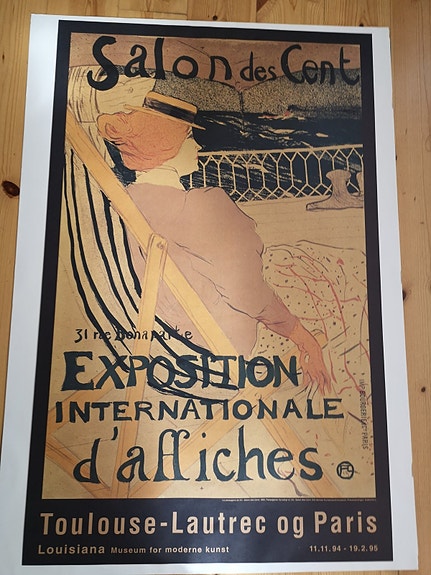 Salon des Cent
31 rue Bonaparte
EXPOSITION
INTERNATIONALE
d'affiches
Toulouse-Lautrec og Paris
Louisiana Museum for moderne kunst
11.11.94 - 19.2.95